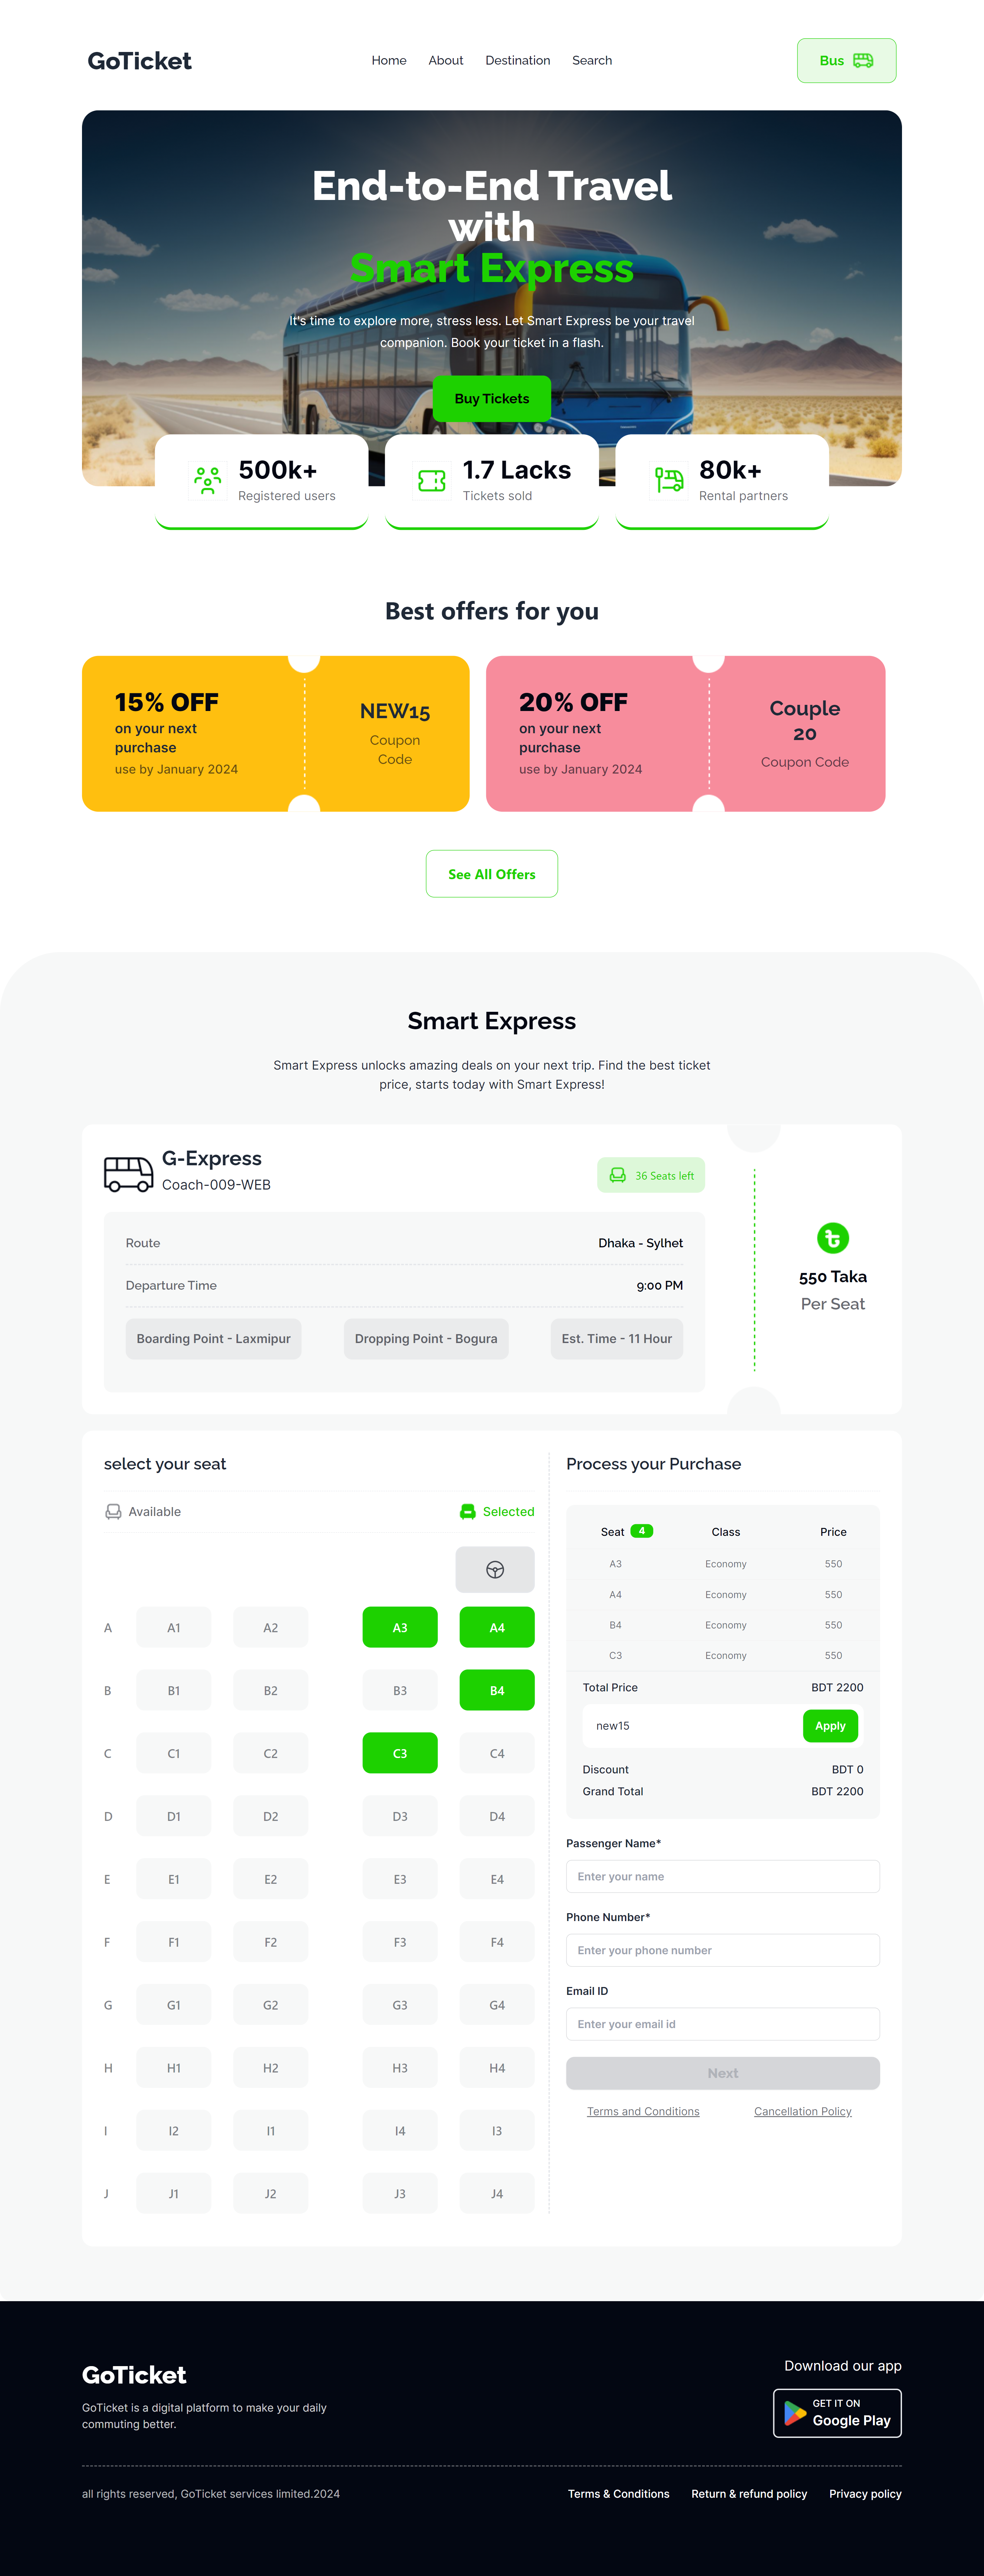 GoTicket
Home About Destination Search
Bus
End-to-End Travel
with
Smart Express
It's time to explore more, stress less. Let Smart Express be your travel
companion. Book your ticket in a flash.
Buy Tickets
500k+
Registered users
1.7 Lacks
Tickets sold
80k+
Rental partners
Best offers for you
15% OFF
on your next
purchase
use by January 2024
NEW15
Coupon
Code
20% OFF
on your next
purchase
use by January 2024
Couple
20
Coupon Code
See All Offers
Smart Express
Smart Express unlocks amazing deals on your next trip. Find the best ticket
price, starts today with Smart Express!
G-Express
Coach-009-WEB
36 Seats left
Route Dhaka - Sylhet
Departure Time 9:00 PM
Boarding Point - Laxmipur Dropping Point - Bogura Est. Time - 11 Hour
৳
550 Taka
Per Seat
select your seat
Available Selected
A A1 A2 A3 A4
B B1 B2 B3 B4
C C1 C2 C3 C4
D D1 D2 D3 D4
E E1 E2 E3 E4
F F1 F2 F3 F4
G G1 G2 G3 G4
H H1 H2 H3 H4
I I2 I1 I4 I3
J J1 J2 J3 J4
Process your Purchase
Seat 4 Class Price
A3 Economy 550
A4 Economy 550
B4 Economy 550
C3 Economy 550
Total Price BDT 2200
new15 Apply
Discount BDT 0
Grand Total BDT 2200
Passenger Name*
Enter your name
Phone Number*
Enter your phone number
Email ID
Enter your email id
Next
Terms and Conditions Cancellation Policy
GoTicket
GoTicket is a digital platform to make your daily
commuting better.
Download our app
GET IT ON
Google Play
all rights reserved, GoTicket services limited.2024
Terms & Conditions Return & refund policy Privacy policy